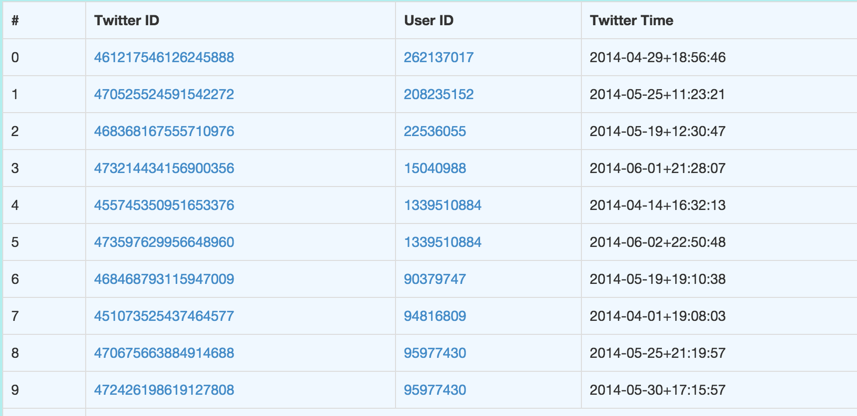 # Twitter ID User ID Twitter Time
0 461217546126245888 262137017 2014-04-29+18:56:46
1 470525524591542272 208235152 2014-05-25+11:23:21
2 468368167555710976 22536055 2014-05-19+12:30:47
3 473214434156900356 15040988 2014-06-01+21:28:07
4 455745350951653376 1339510884 2014-04-14+16:32:13
5 473597629956648960 1339510884 2014-06-02+22:50:48
6 468468793115947009 90379747 2014-05-19+19:10:38
7 451073525437464577 94816809 2014-04-01+19:08:03
8 470675663884914688 95977430 2014-05-25+21:19:57
9 472426198619127808 95977430 2014-05-30+17:15:57